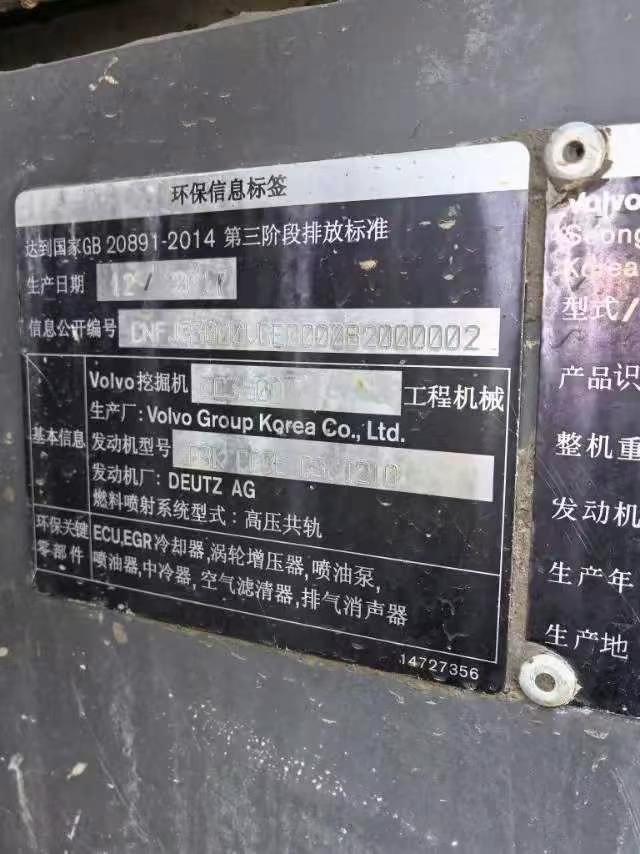 环保信息标签
达到国家GB 20891-2014 第三阶段排放标准
生产日期 12/ 2017
信息公开编号
基本信息
Volvo挖掘机 工程机械
生产厂: Volvo Group Korea Co., Ltd.
发动机型号
发动机厂: DEUTZ AG
燃料喷射系统型式: 高压共轨
环保关键
零部件
ECU,EGR冷却器,涡轮增压器,喷油泵,
喷油器,中冷器,空气滤清器,排气消声器
14727356
Volvo
Seong
Korea
型式/
产品识
整机重
发动机
生产年
生产地